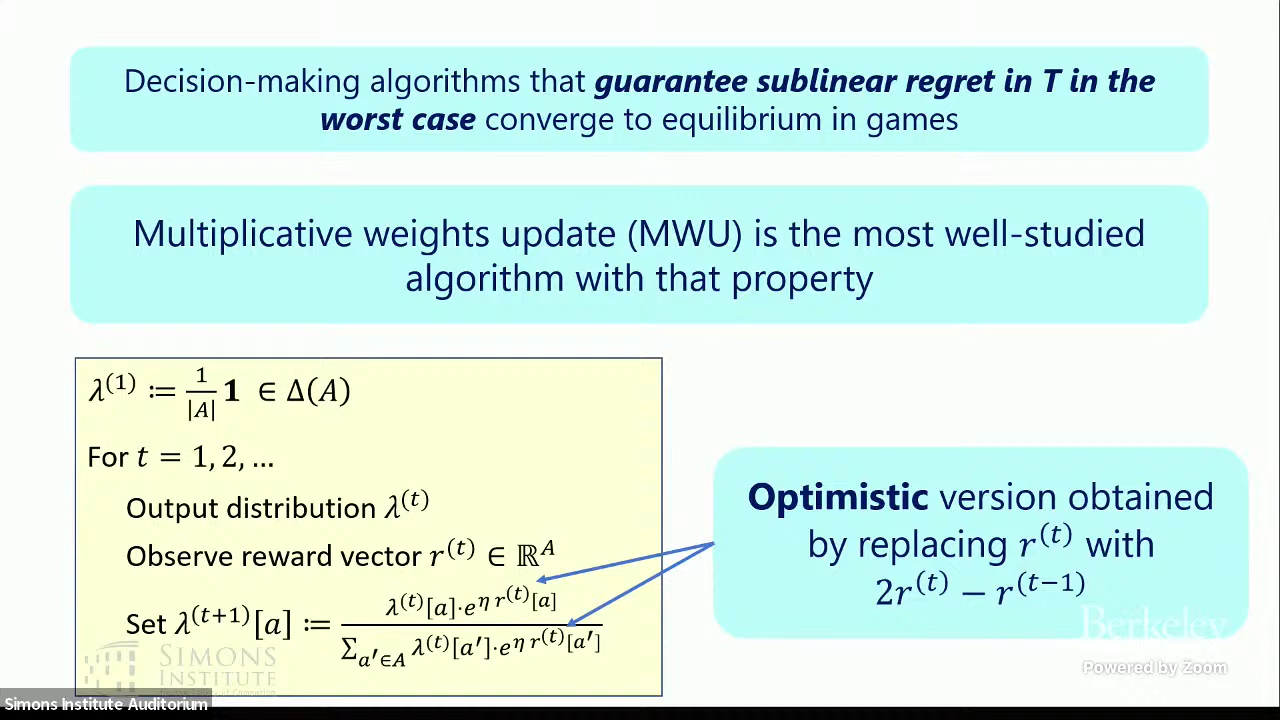 Decision-making algorithms that guarantee sublinear regret in T in the
worst case converge to equilibrium in games
Multiplicative weights update (MWU) is the most well-studied
algorithm with that property
λ^(1) ≔ 1/|A| 𝟏 ∈ Δ(A)
For t = 1, 2, …
Output distribution λ^(t)
Observe reward vector r^(t) ∈ ℝ^A
Set λ^(t+1)[a] ≔ λ^(t)[a]·e^(η r^(t)[a]) / ∑_(a′∈A) λ^(t)[a′]·e^(η r^(t)[a′])
Optimistic version obtained
by replacing r^(t) with
2r^(t) − r^(t−1)
Berkeley
Powered by Zoom
SIMONS
INSTITUTE
Simons Institute Auditorium